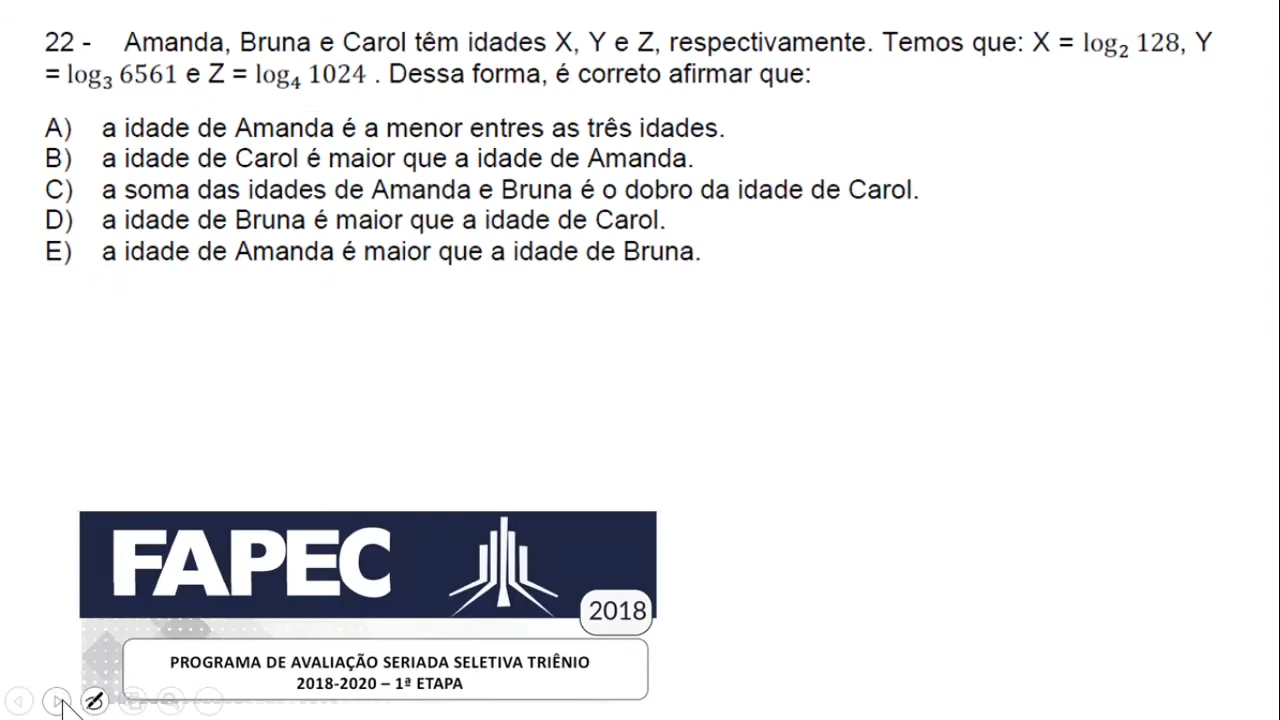 22 - Amanda, Bruna e Carol têm idades X, Y e Z, respectivamente. Temos que: X = log₂ 128, Y
= log₃ 6561 e Z = log₄ 1024 . Dessa forma, é correto afirmar que:
A) a idade de Amanda é a menor entres as três idades.
B) a idade de Carol é maior que a idade de Amanda.
C) a soma das idades de Amanda e Bruna é o dobro da idade de Carol.
D) a idade de Bruna é maior que a idade de Carol.
E) a idade de Amanda é maior que a idade de Bruna.
FAPEC
2018
PROGRAMA DE AVALIAÇÃO SERIADA SELETIVA TRIÊNIO
2018-2020 – 1ª ETAPA